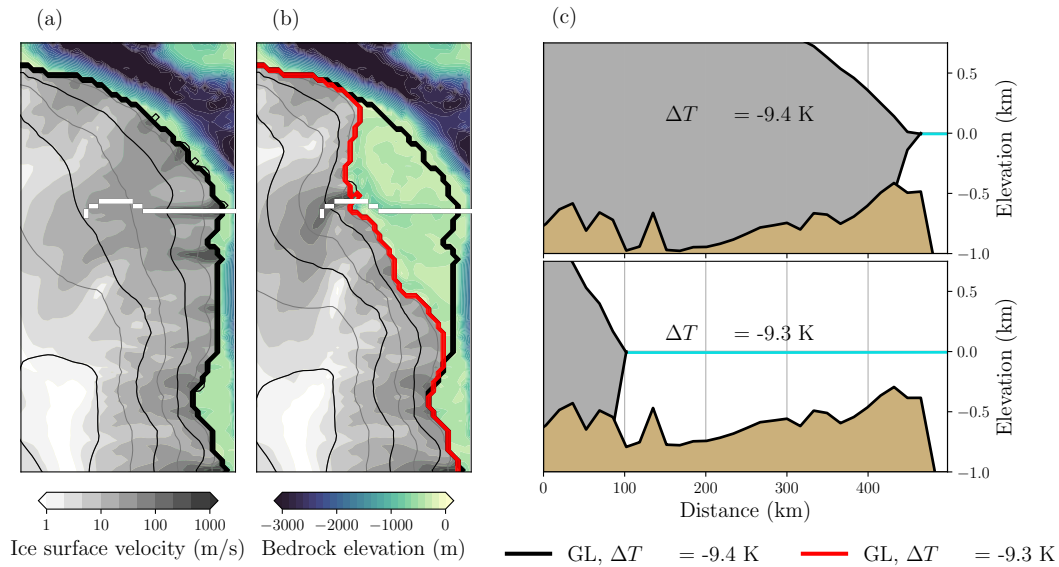 (a)
(b)
(c)
ΔT = -9.4 K
0.5
0.0
−0.5
−1.0
Elevation (km)
ΔT = -9.3 K
0.5
0.0
−0.5
−1.0
Elevation (km)
0 100 200 300 400
Distance (km)
1 10 100 1000
Ice surface velocity (m/s)
−3000 −2000 −1000 0
Bedrock elevation (m)
GL, ΔT = -9.4 K
GL, ΔT = -9.3 K